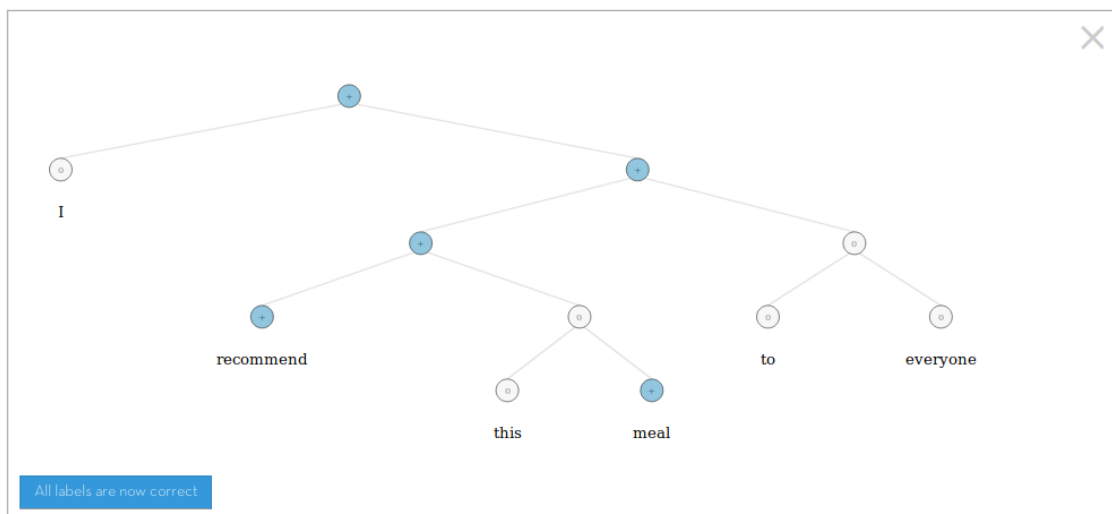 I
recommend
to
everyone
this
meal
All labels are now correct